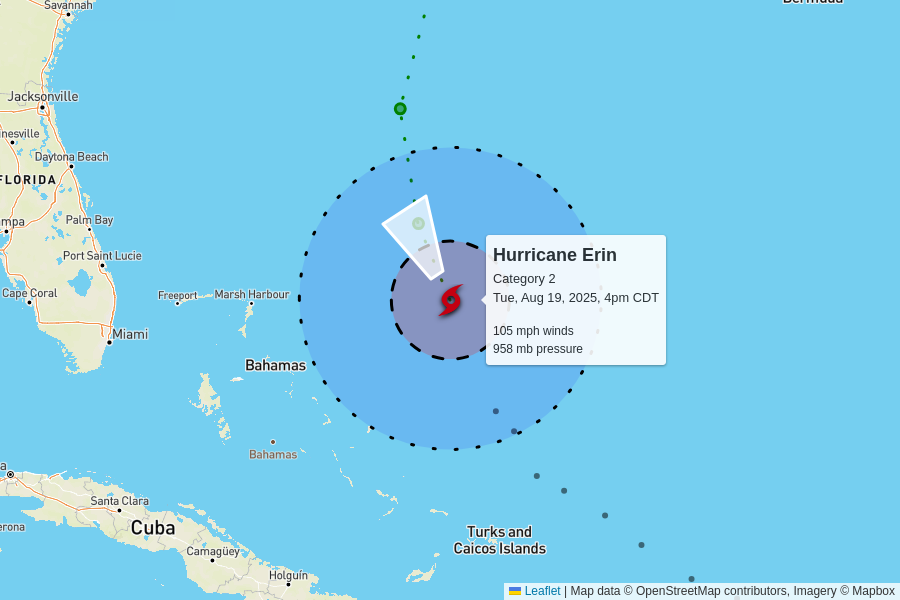 Savannah
Bermuda
Jacksonville
inesville
Daytona Beach
FLORIDA
mpa
Palm Bay
Port Saint Lucie
Cape Coral
Freeport
Marsh Harbour
Miami
Hurricane Erin
Category 2
Tue, Aug 19, 2025, 4pm CDT
105 mph winds
958 mb pressure
Bahamas
Bahamas
a
Santa Clara
Cuba
erona
Camagüey
Holguín
Turks and
Caicos Islands
Leaflet | Map data © OpenStreetMap contributors, Imagery © Mapbox